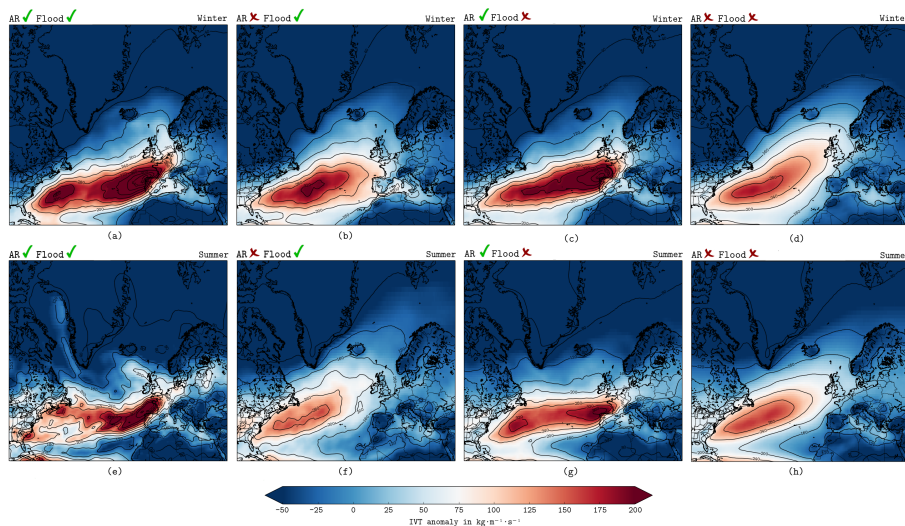 AR ✓ Flood ✓ Winter
AR ✗ Flood ✓ Winter
AR ✓ Flood ✗ Winter
AR ✗ Flood ✗ Winte
(a)
(b)
(c)
(d)
AR ✓ Flood ✓ Summer
AR ✗ Flood ✓ Summer
AR ✓ Flood ✗ Summer
AR ✗ Flood ✗ Summe
(e)
(f)
(g)
(h)
−50 −25 0 25 50 75 100 125 150 175 200
IVT anomaly in kg·m⁻¹·s⁻¹